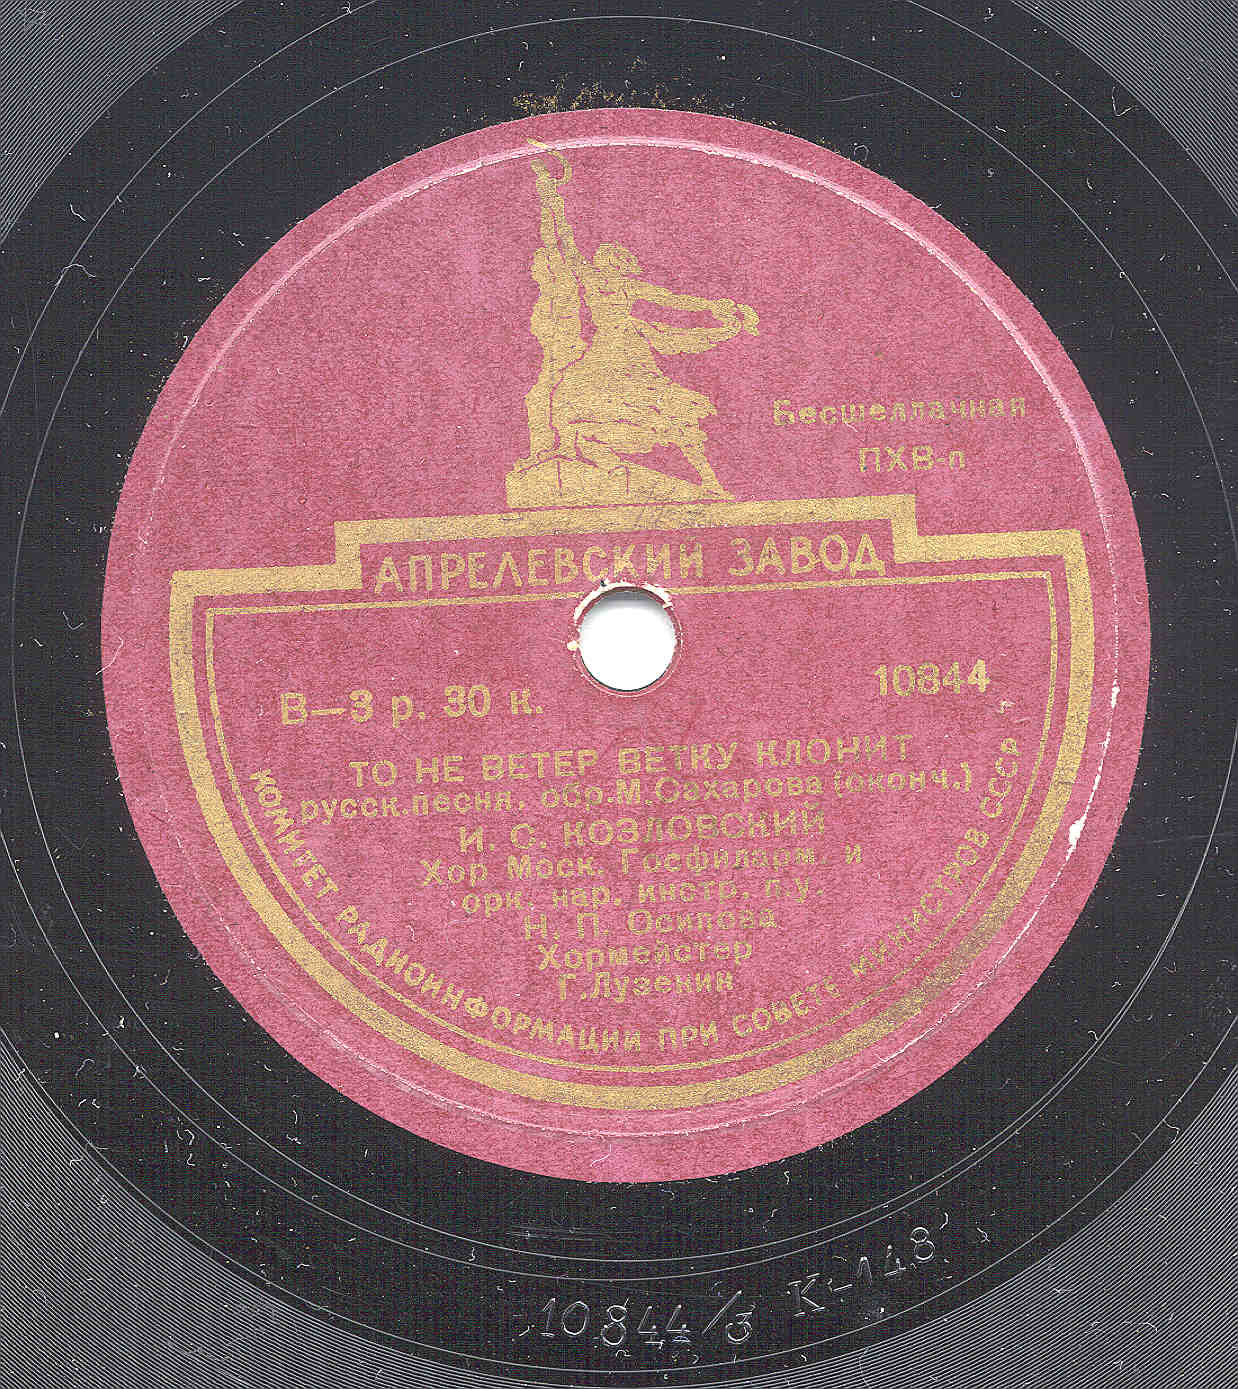 Бесшеллачная
ПХВ-п
АПРЕЛЕВСКИЙ ЗАВОД
В—3 р. 30 к.
10844
ТО НЕ ВЕТЕР ВЕТКУ КЛОНИТ
русск.песня, обр.М.Сахарова (оконч.)
И. С. КОЗЛОВСКИЙ
Хор Моск. Госфиларм. и
орк. нар. инстр. п.у.
Н. П. Осипова
Хормейстер
Г.Лузенин
КОМИТЕТ РАДИОИНФОРМАЦИИ ПРИ СОВЕТЕ МИНИСТРОВ СССР
10844/3 К-148